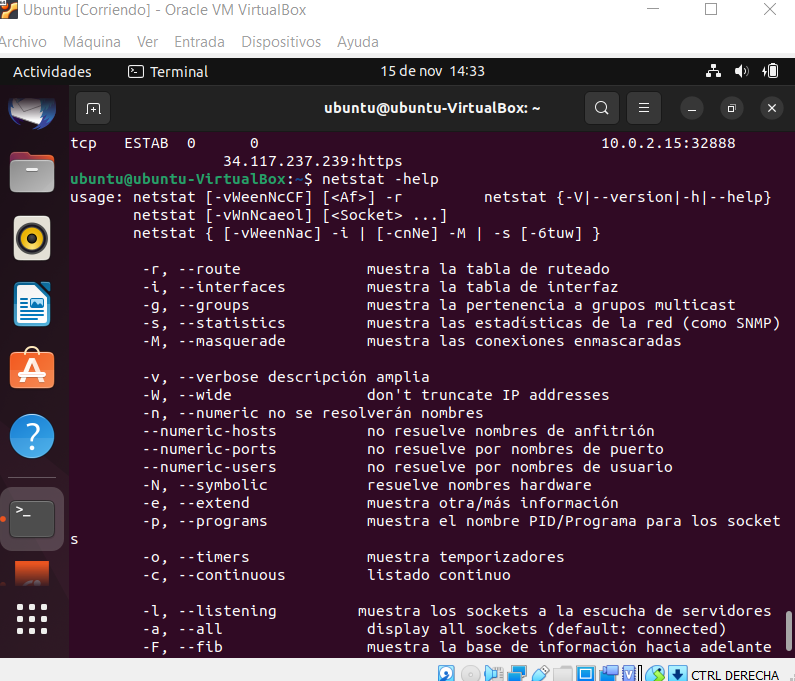 Ubuntu [Corriendo] - Oracle VM VirtualBox
Archivo Máquina Ver Entrada Dispositivos Ayuda
Actividades Terminal 15 de nov 14:33
ubuntu@ubuntu-VirtualBox: ~
tcp ESTAB 0 0 10.0.2.15:32888
34.117.237.239:https
ubuntu@ubuntu-VirtualBox:~$ netstat -help
usage: netstat [-vWeenNcCF] [<Af>] -r netstat {-V|--version|-h|--help}
netstat [-vWnNcaeol] [<Socket> ...]
netstat { [-vWeenNac] -i | [-cnNe] -M | -s [-6tuw] }
-r, --route muestra la tabla de ruteado
-i, --interfaces muestra la tabla de interfaz
-g, --groups muestra la pertenencia a grupos multicast
-s, --statistics muestra las estadísticas de la red (como SNMP)
-M, --masquerade muestra las conexiones enmascaradas
-v, --verbose descripción amplia
-W, --wide don't truncate IP addresses
-n, --numeric no se resolverán nombres
--numeric-hosts no resuelve nombres de anfitrión
--numeric-ports no resuelve por nombres de puerto
--numeric-users no resuelve por nombres de usuario
-N, --symbolic resuelve nombres hardware
-e, --extend muestra otra/más información
-p, --programs muestra el nombre PID/Programa para los socket
s
-o, --timers muestra temporizadores
-c, --continuous listado continuo
-l, --listening muestra los sockets a la escucha de servidores
-a, --all display all sockets (default: connected)
-F, --fib muestra la base de información hacia adelante
CTRL DERECHA